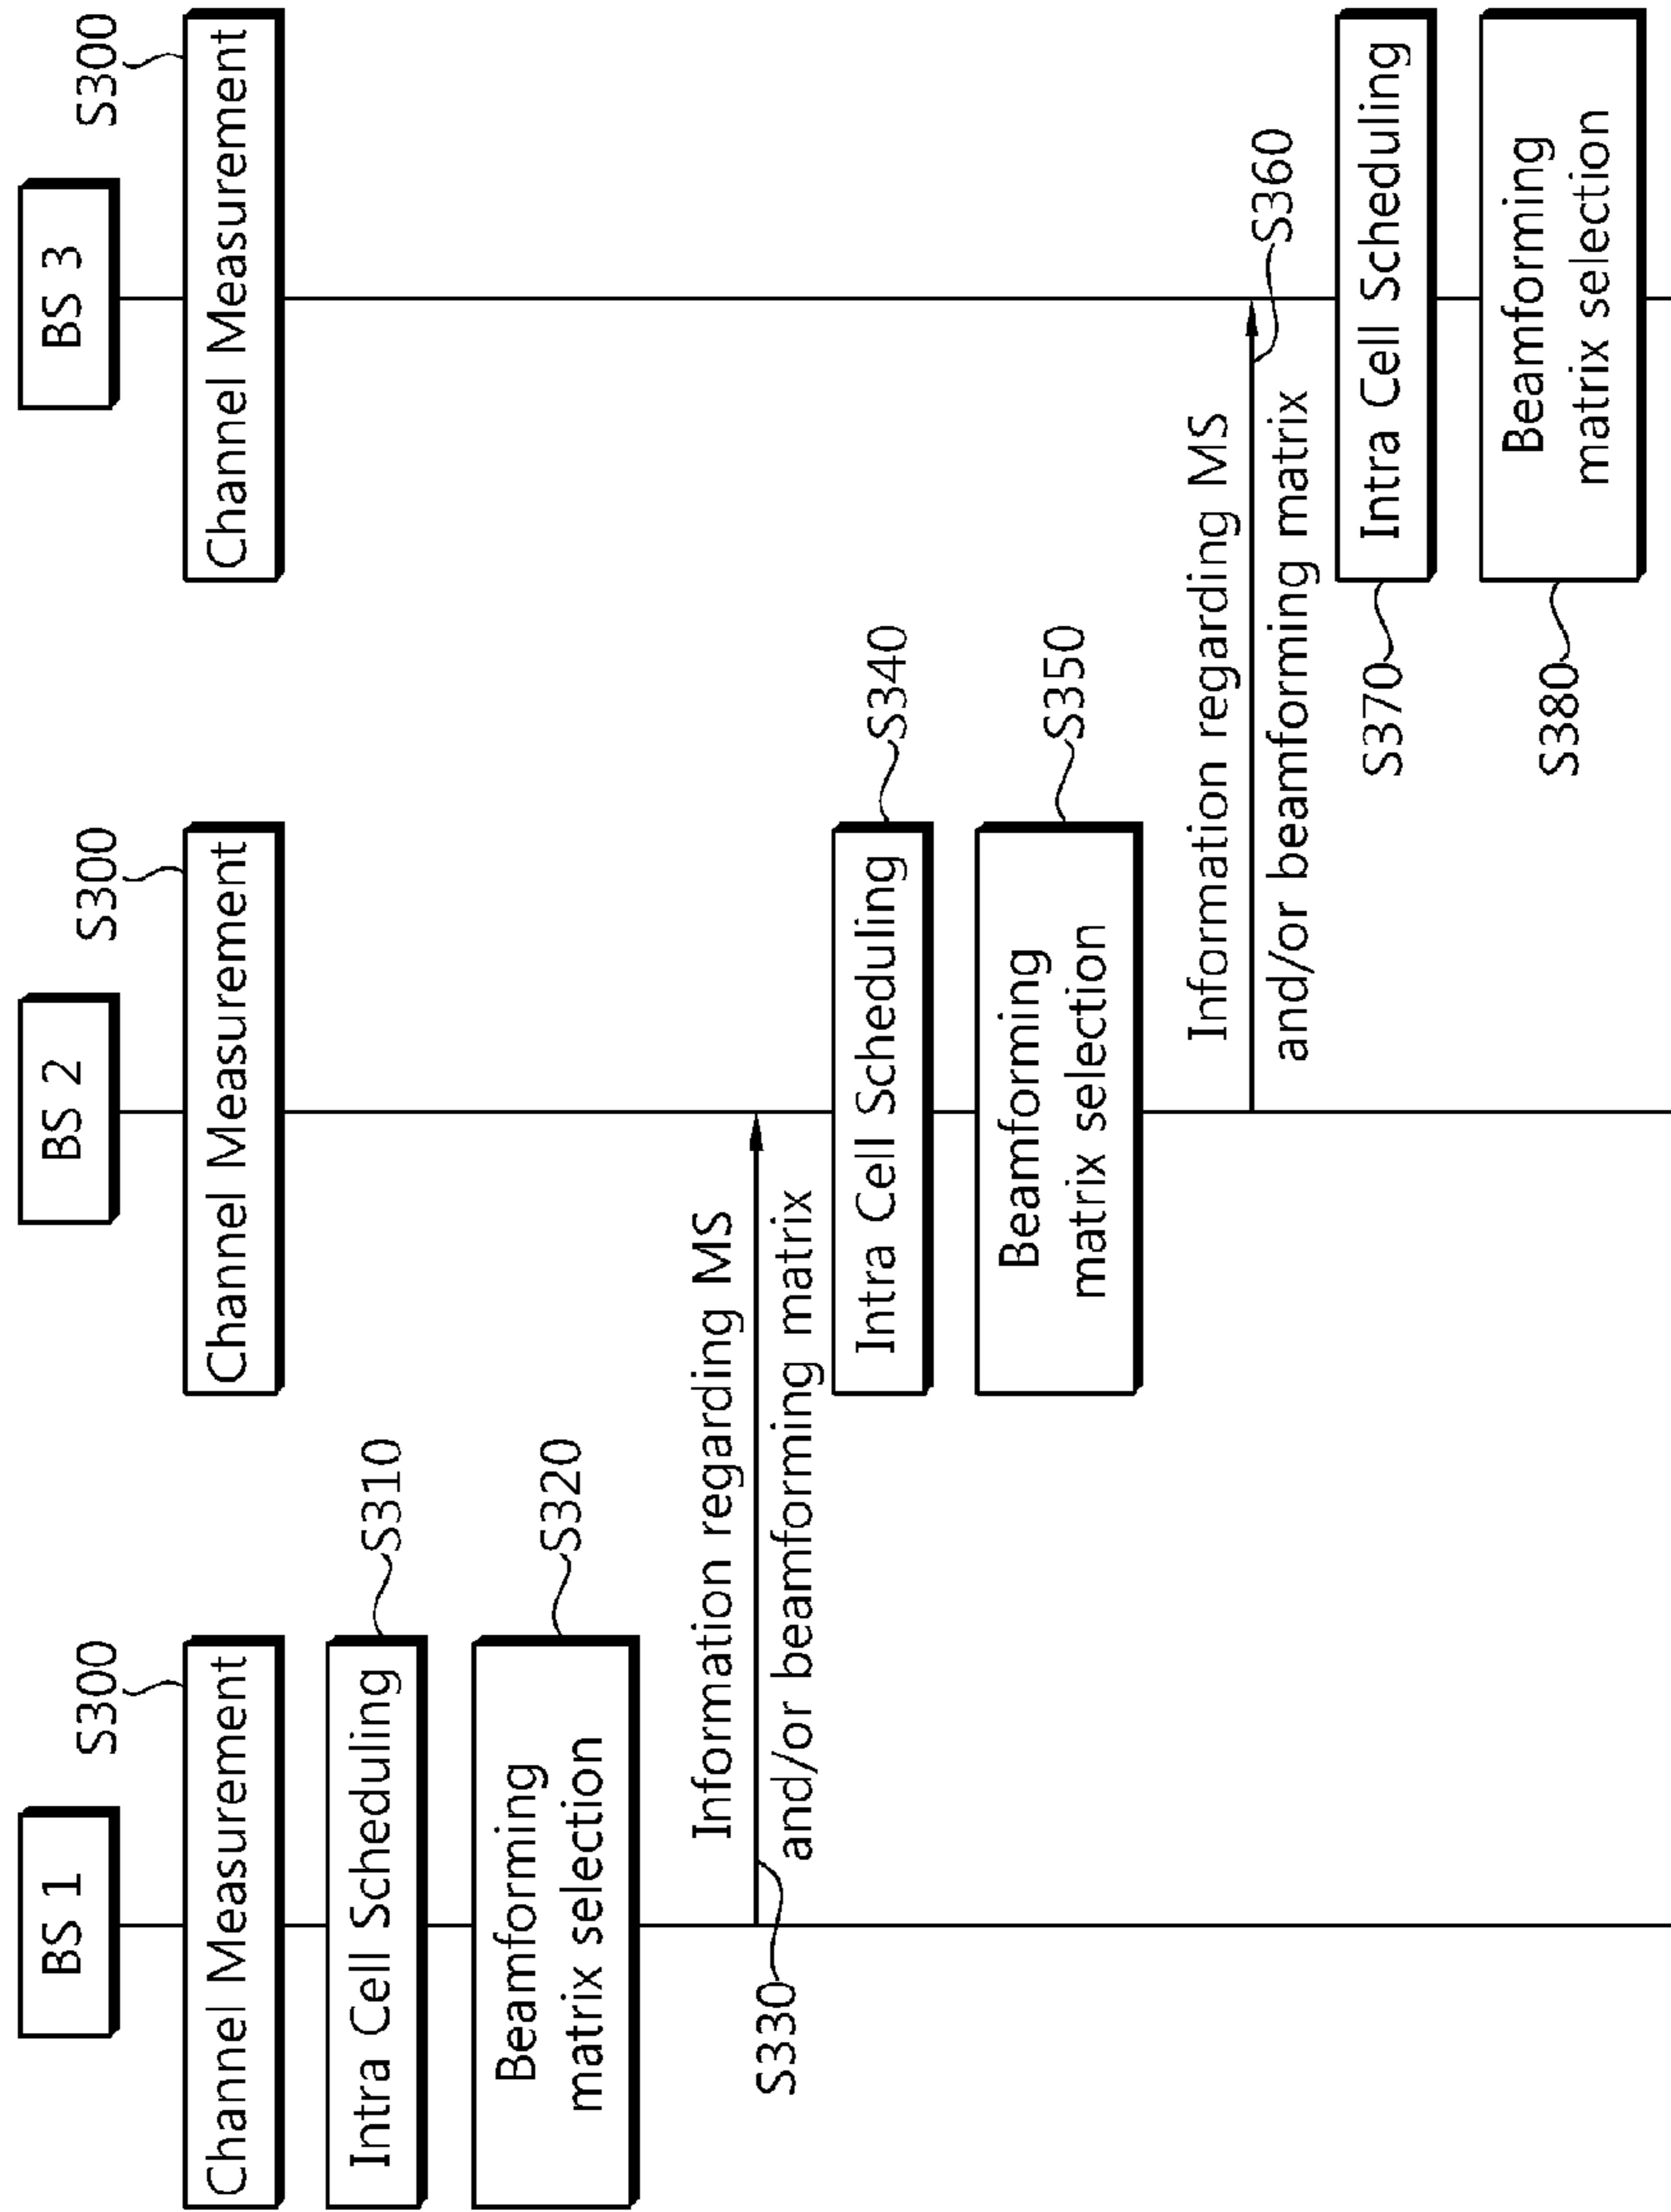 BS 1
BS 2
BS 3
S300
S300
S300
Channel Measurement
Channel Measurement
Channel Measurement
Intra Cell Scheduling
S310
Beamforming
matrix selection
S320
Information regarding MS
and/or beamforming matrix
S330
Intra Cell Scheduling
S340
Beamforming
matrix selection
S350
Information regarding MS
and/or beamforming matrix
S360
S370
Intra Cell Scheduling
S380
Beamforming
matrix selection